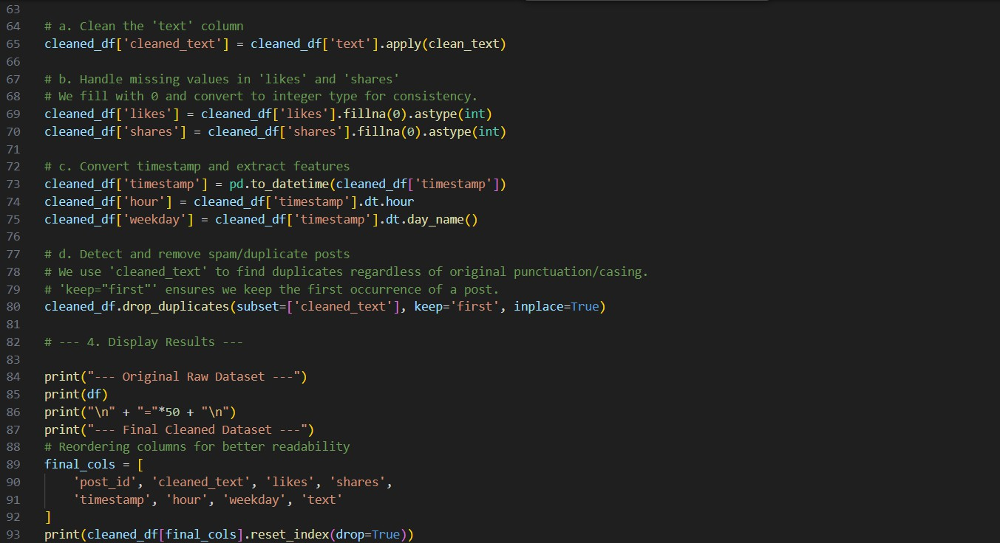 63
64 # a. Clean the 'text' column
65 cleaned_df['cleaned_text'] = cleaned_df['text'].apply(clean_text)
66
67 # b. Handle missing values in 'likes' and 'shares'
68 # We fill with 0 and convert to integer type for consistency.
69 cleaned_df['likes'] = cleaned_df['likes'].fillna(0).astype(int)
70 cleaned_df['shares'] = cleaned_df['shares'].fillna(0).astype(int)
71
72 # c. Convert timestamp and extract features
73 cleaned_df['timestamp'] = pd.to_datetime(cleaned_df['timestamp'])
74 cleaned_df['hour'] = cleaned_df['timestamp'].dt.hour
75 cleaned_df['weekday'] = cleaned_df['timestamp'].dt.day_name()
76
77 # d. Detect and remove spam/duplicate posts
78 # We use 'cleaned_text' to find duplicates regardless of original punctuation/casing.
79 # 'keep="first"' ensures we keep the first occurrence of a post.
80 cleaned_df.drop_duplicates(subset=['cleaned_text'], keep='first', inplace=True)
81
82 # --- 4. Display Results ---
83
84 print("--- Original Raw Dataset ---")
85 print(df)
86 print("\n" + "="*50 + "\n")
87 print("--- Final Cleaned Dataset ---")
88 # Reordering columns for better readability
89 final_cols = [
90     'post_id', 'cleaned_text', 'likes', 'shares',
91     'timestamp', 'hour', 'weekday', 'text'
92 ]
93 print(cleaned_df[final_cols].reset_index(drop=True))